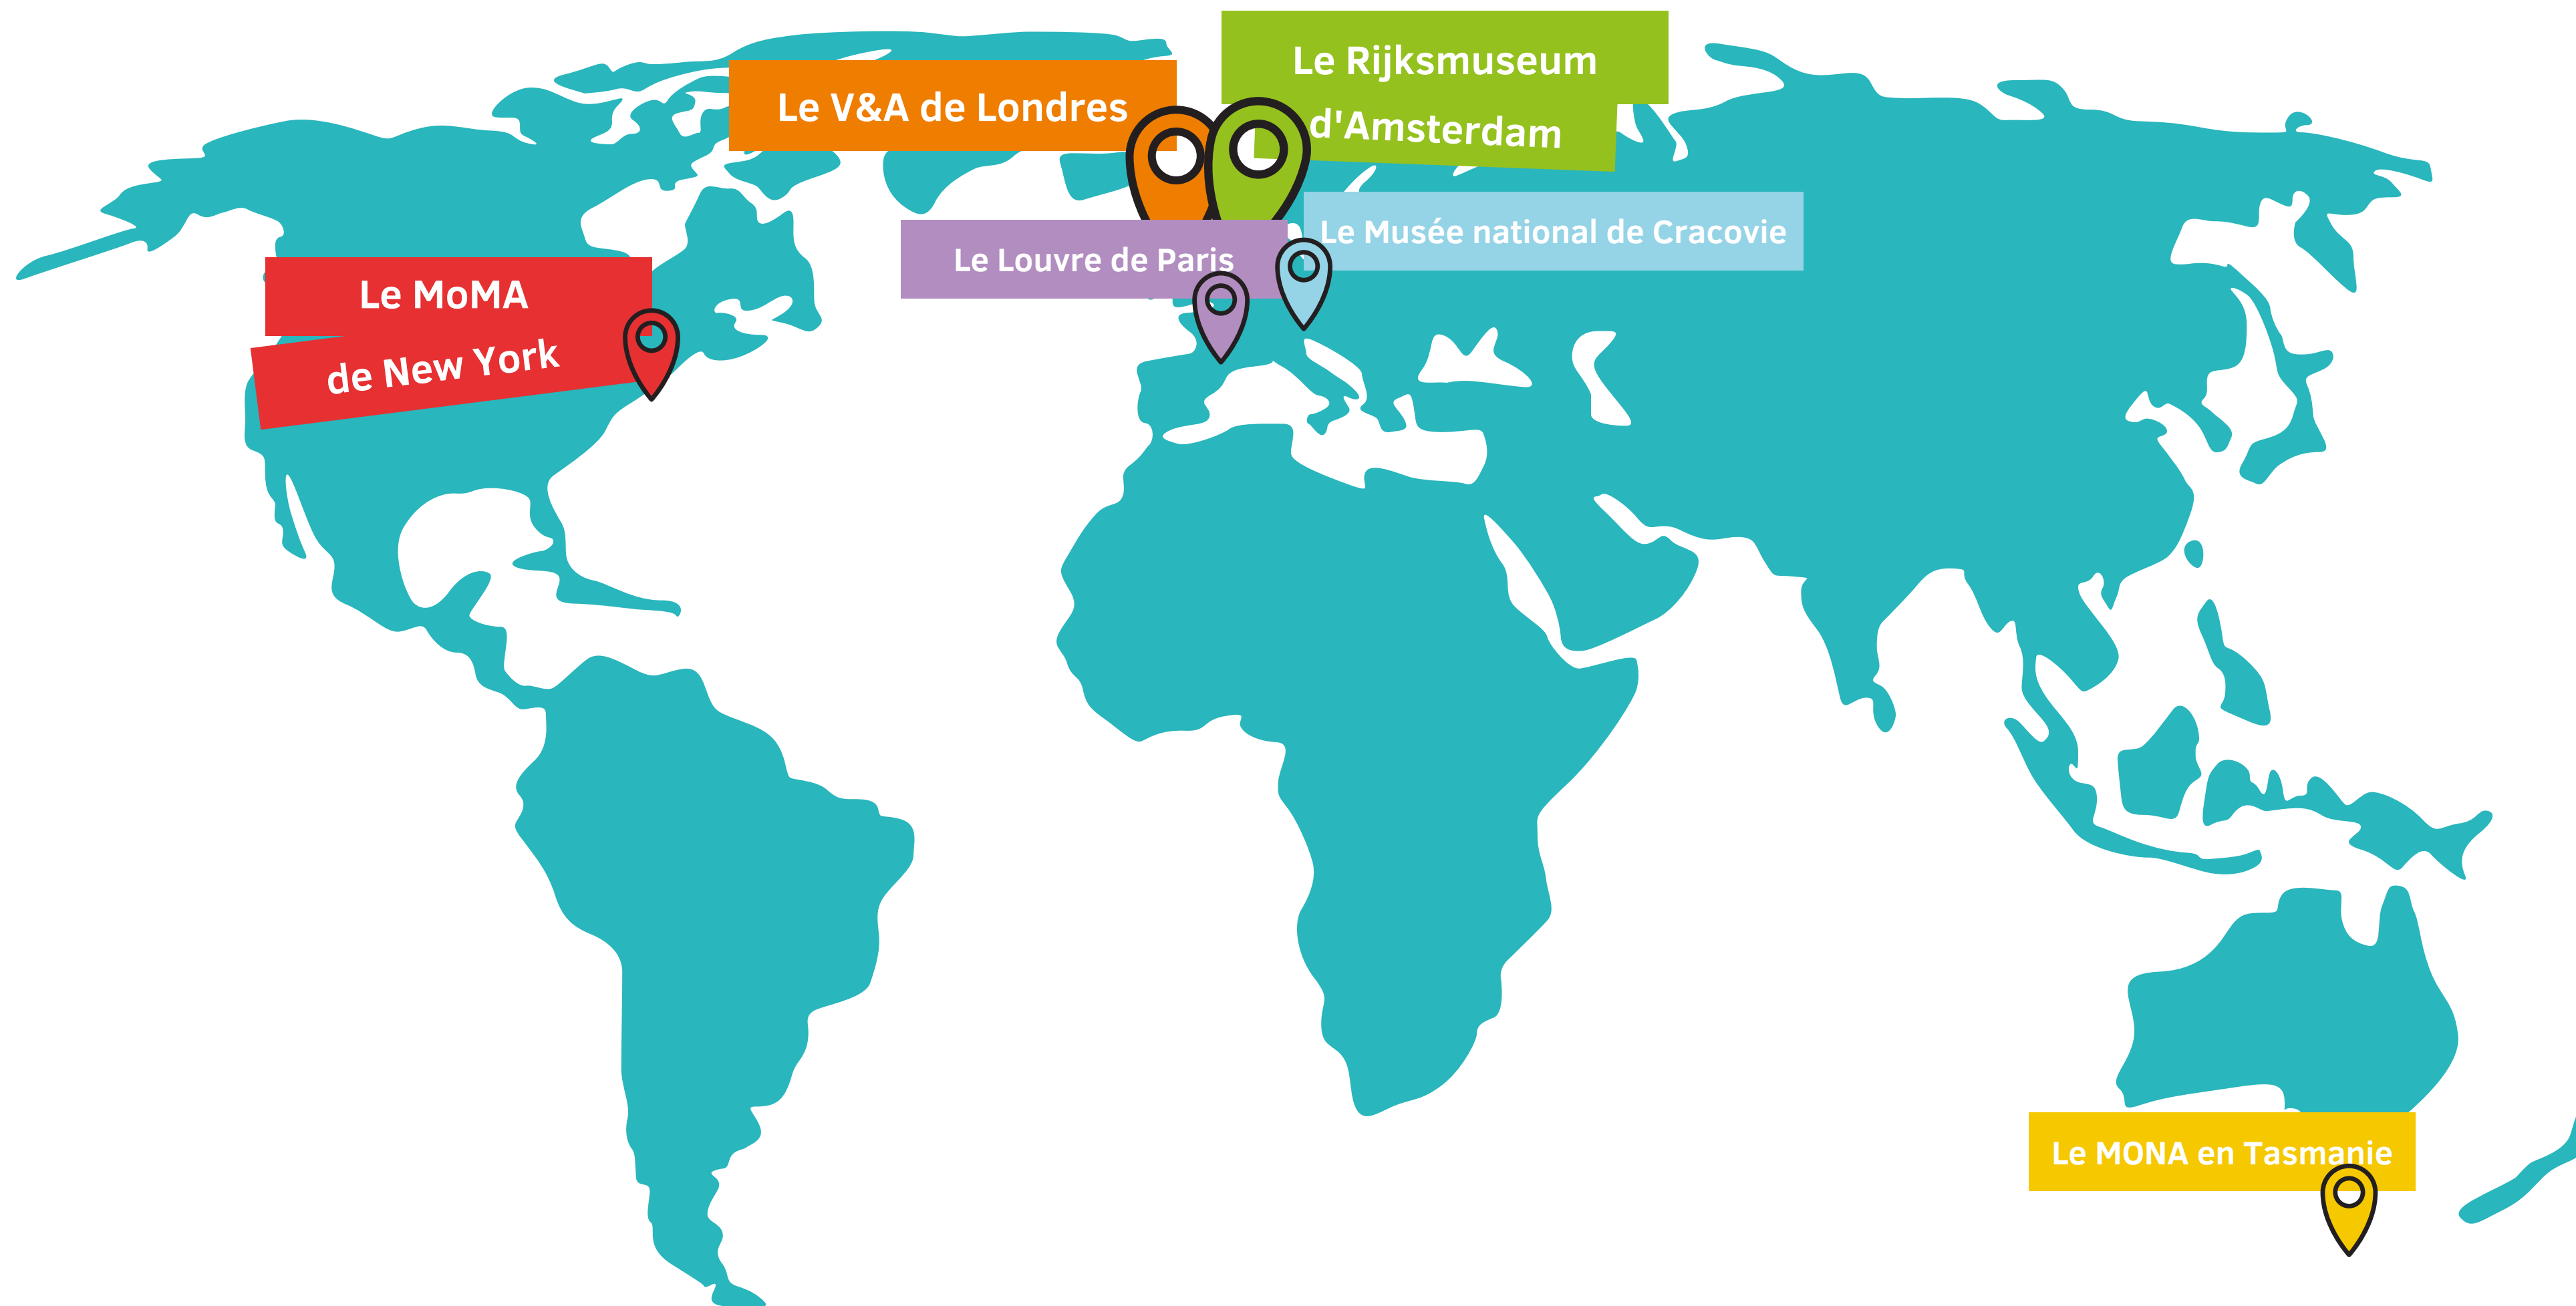 Le Rijksmuseum
d'Amsterdam
Le V&A de Londres
Le Musée national de Cracovie
Le Louvre de Paris
Le MoMA
de New York
Le MONA en Tasmanie